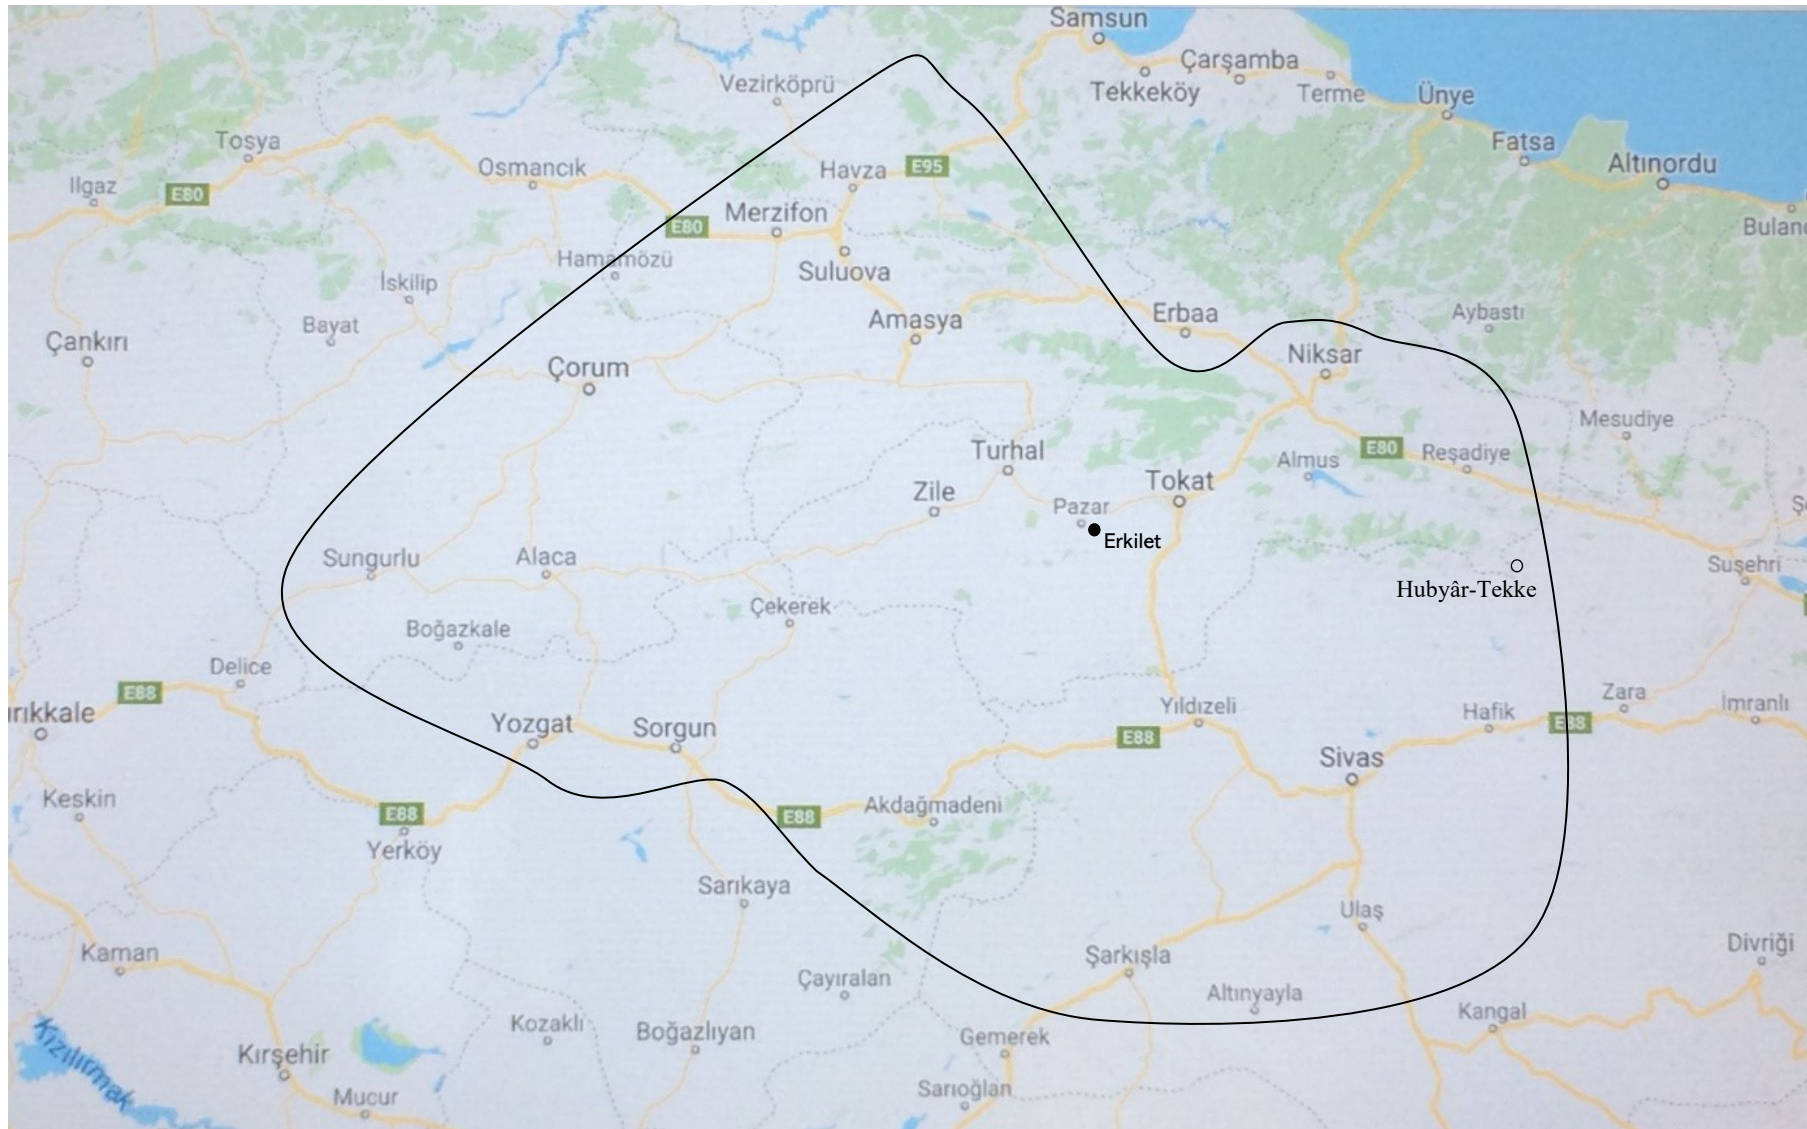 Samsun
Çarşamba
Tekkeköy
Terme
Ünye
Vezirköprü
Fatsa
Altınordu
Tosya
Osmancık
Havza
E95
Ilgaz
E80
Merzifon
E80
Hamamözü
Suluova
İskilip
Bayat
Amasya
Erbaa
Aybastı
Çankırı
Çorum
Niksar
Mesudiye
Turhal
E80
Reşadiye
Almus
Zile
Tokat
Pazar
Erkilet
Sungurlu
Alaca
Suşehri
Hubyâr-Tekke
Çekerek
Boğazkale
Delice
E88
Yozgat
Sorgun
Yıldızeli
E88
Hafik
E88
Zara
İmranlı
Sivas
Keskin
E88
Yerköy
E88
Akdağmadeni
Sarıkaya
Ulaş
Kaman
Şarkışla
Divriği
Çayıralan
Altınyayla
Kangal
Kozaklı
Boğazlıyan
Gemerek
Kızılırmak
Kırşehir
Mucur
Sarıoğlan